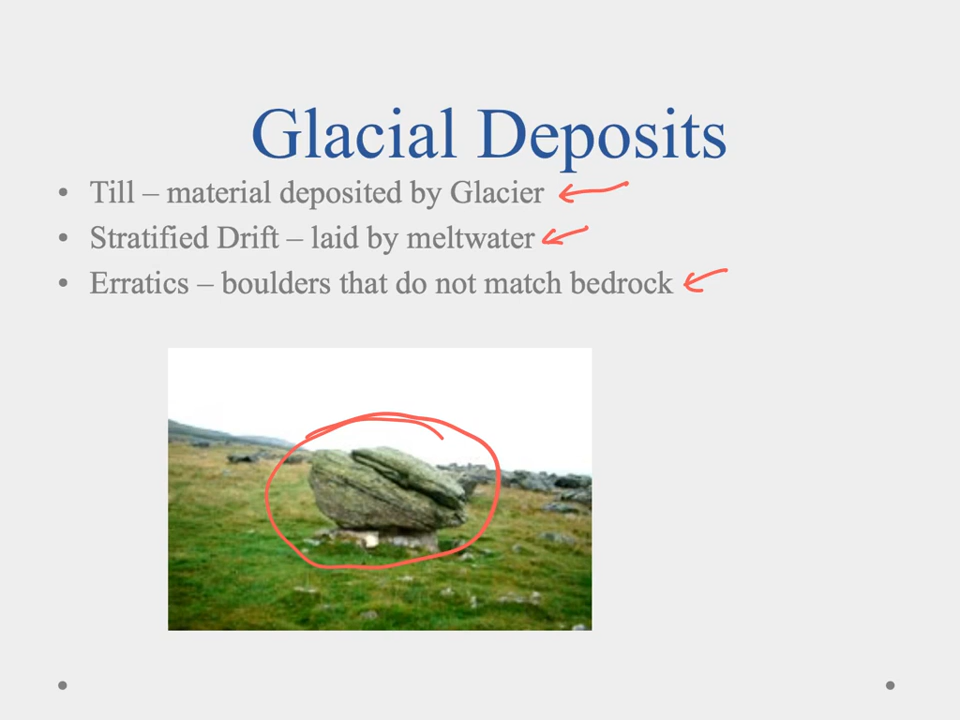 Glacial Deposits
• Till – material deposited by Glacier
• Stratified Drift – laid by meltwater
• Erratics – boulders that do not match bedrock